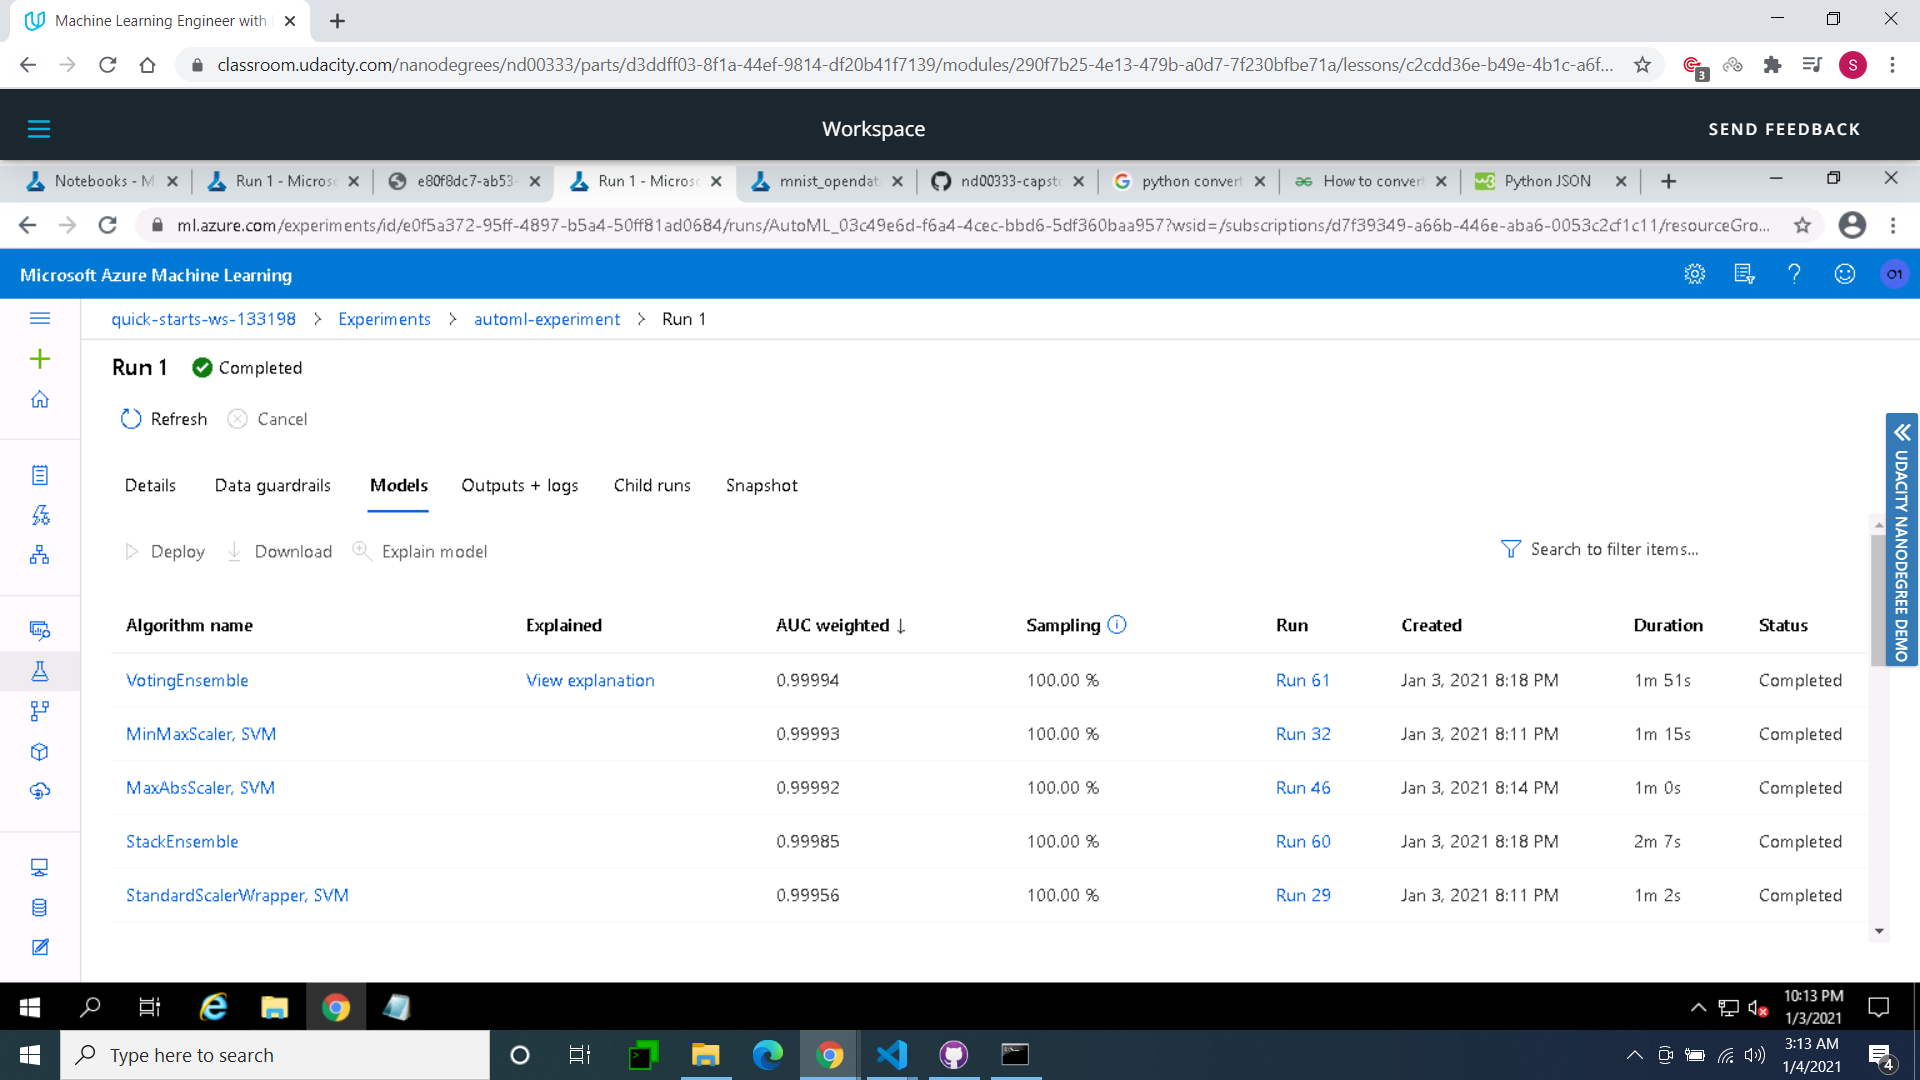 Machine Learning Engineer with
classroom.udacity.com/nanodegrees/nd00333/parts/d3ddff03-8f1a-44ef-9814-df20b41f7139/modules/290f7b25-4e13-479b-a0d7-7f230bfbe71a/lessons/c2cdd36e-b49e-4b1c-a6f...
3
S
Workspace
SEND FEEDBACK
Notebooks - M
Run 1 - Microsc
e80f8dc7-ab53-
Run 1 - Microsc
mnist_opendat
nd00333-capst
python convert
How to convert
Python JSON
ml.azure.com/experiments/id/e0f5a372-95ff-4897-b5a4-50ff81ad0684/runs/AutoML_03c49e6d-f6a4-4cec-bbd6-5df360baa957?wsid=/subscriptions/d7f39349-a66b-446e-aba6-0053c2cf1c11/resourceGro...
Microsoft Azure Machine Learning
O1
quick-starts-ws-133198 > Experiments > automl-experiment > Run 1
Run 1 Completed
Refresh Cancel
Details Data guardrails Models Outputs + logs Child runs Snapshot
Deploy Download Explain model
Search to filter items...
UDACITY NANODEGREE DEMO
Algorithm name Explained AUC weighted ↓ Sampling Run Created Duration Status
VotingEnsemble View explanation 0.99994 100.00 % Run 61 Jan 3, 2021 8:18 PM 1m 51s Completed
MinMaxScaler, SVM 0.99993 100.00 % Run 32 Jan 3, 2021 8:11 PM 1m 15s Completed
MaxAbsScaler, SVM 0.99992 100.00 % Run 46 Jan 3, 2021 8:14 PM 1m 0s Completed
StackEnsemble 0.99985 100.00 % Run 60 Jan 3, 2021 8:18 PM 2m 7s Completed
StandardScalerWrapper, SVM 0.99956 100.00 % Run 29 Jan 3, 2021 8:11 PM 1m 2s Completed
10:13 PM
1/3/2021
Type here to search
3:13 AM
1/4/2021
4